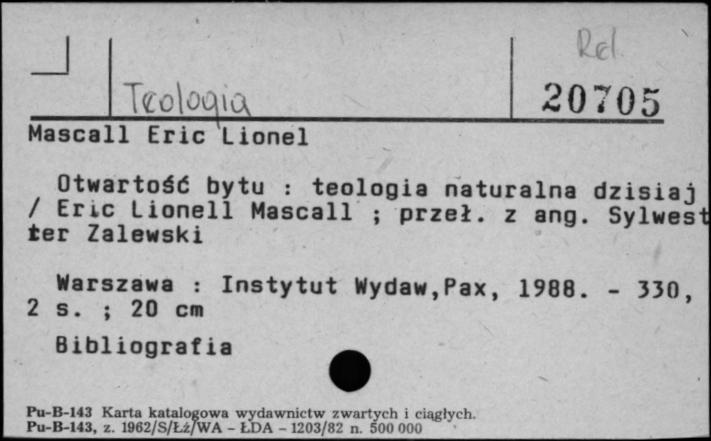 Rel.
Teologia
20705
Mascall Eric Lionel
Otwartość bytu : teologia naturalna dzisiaj
/ Eric Lionell Mascall ; przeł. z ang. Sylwest
ter Zalewski
Warszawa : Instytut Wydaw,Pax, 1988. - 330,
2 s. ; 20 cm
Bibliografia
Pu-B-143 Karta katalogowa wydawnictw zwartych i ciągłych.
Pu-B-143, z. 1962/S/Łż/WA - ŁDA - 1203/82 n. 500 000